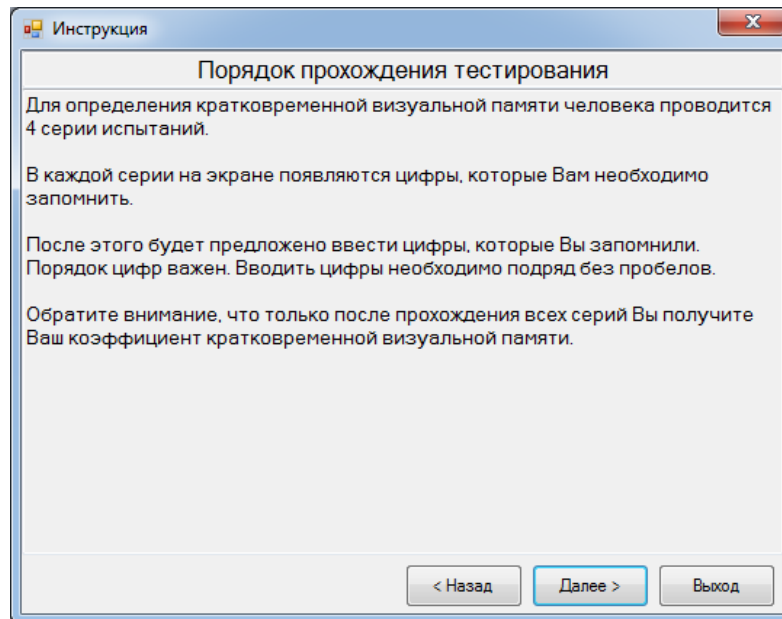 Инструкция
Порядок прохождения тестирования
Для определения кратковременной визуальной памяти человека проводится
4 серии испытаний.
В каждой серии на экране появляются цифры, которые Вам необходимо
запомнить.
После этого будет предложено ввести цифры, которые Вы запомнили.
Порядок цифр важен. Вводить цифры необходимо подряд без пробелов.
Обратите внимание, что только после прохождения всех серий Вы получите
Ваш коэффициент кратковременной визуальной памяти.
< Назад Далее > Выход